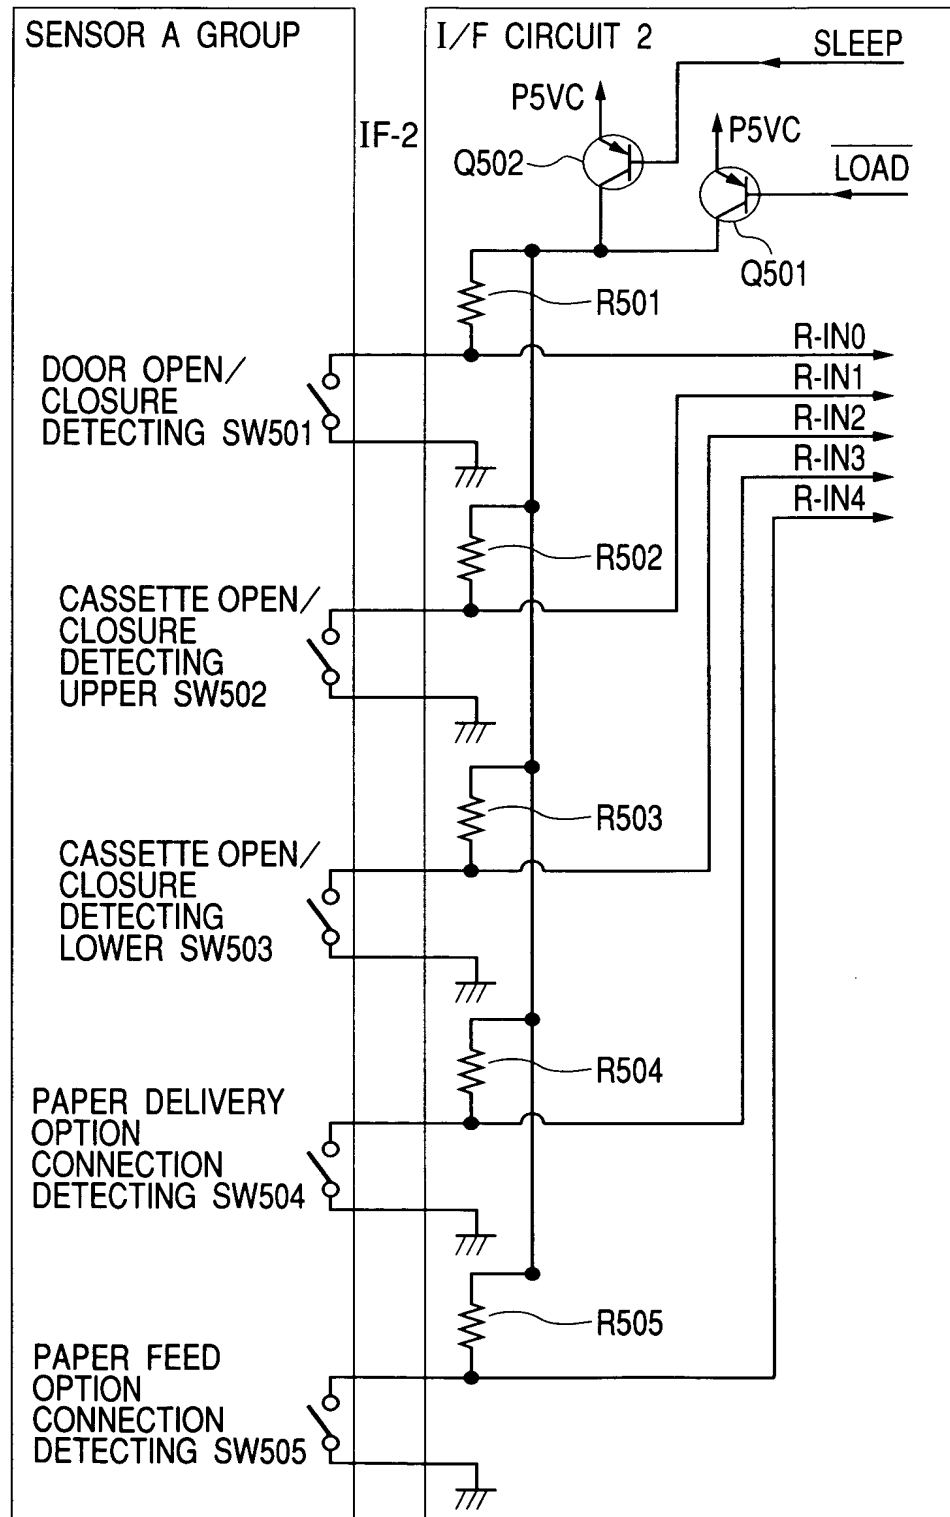 SENSOR A GROUP
I/F CIRCUIT 2
SLEEP
P5VC
IF-2
P5VC
Q502
LOAD
Q501
R501
R-IN0
DOOR OPEN/
CLOSURE
DETECTING SW501
R-IN1
R-IN2
R-IN3
R-IN4
R502
CASSETTE OPEN/
CLOSURE
DETECTING
UPPER SW502
R503
CASSETTE OPEN/
CLOSURE
DETECTING
LOWER SW503
R504
PAPER DELIVERY
OPTION
CONNECTION
DETECTING SW504
R505
PAPER FEED
OPTION
CONNECTION
DETECTING SW505